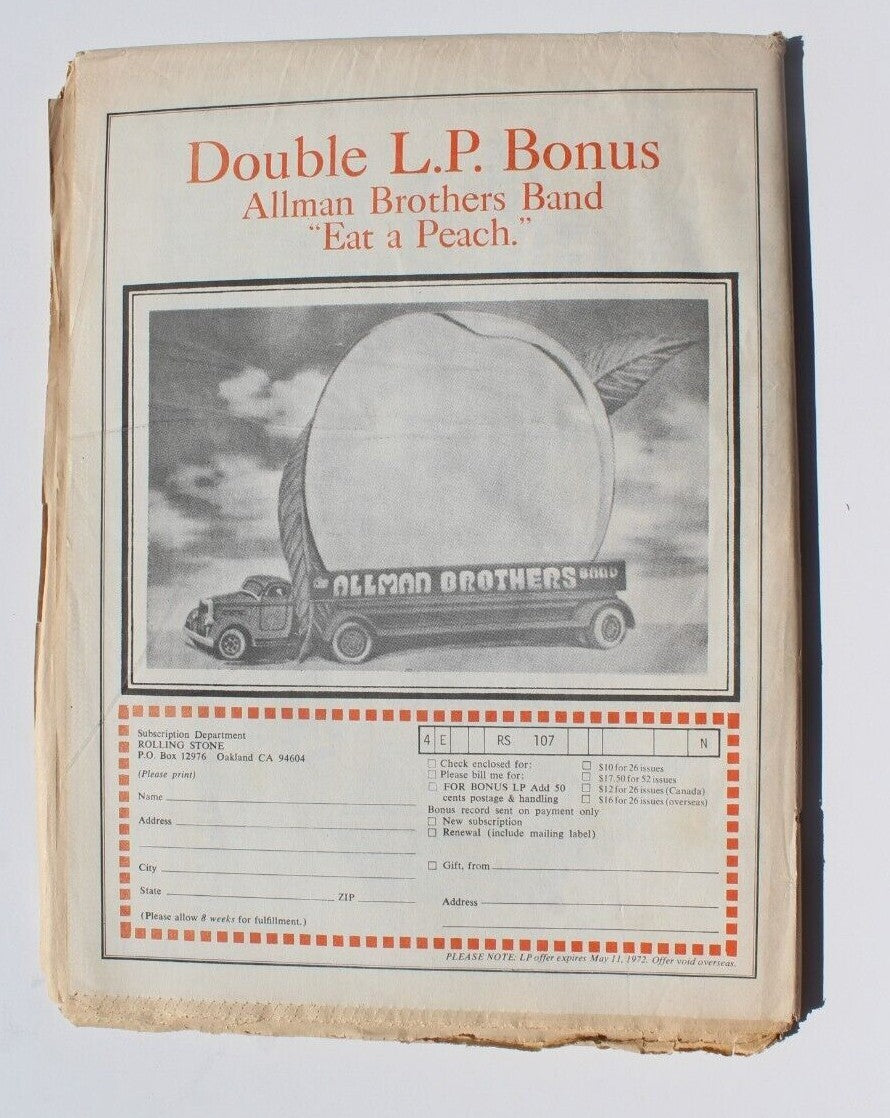 Double L.P. Bonus
Allman Brothers Band
"Eat a Peach."
The ALLMAN BROTHERS BAND
Subscription Department
ROLLING STONE
P.O. Box 12976 Oakland CA 94604
(Please print)
Name
Address
City
State ZIP
(Please allow 8 weeks for fulfillment.)
4 E RS 107 N
☐ Check enclosed for:
☐ Please bill me for:
☐ FOR BONUS LP Add 50
cents postage & handling
☐ $10 for 26 issues
☐ $17.50 for 52 issues
☐ $12 for 26 issues (Canada)
☐ $16 for 26 issues (overseas)
Bonus record sent on payment only
☐ New subscription
☐ Renewal (include mailing label)
☐ Gift, from
Address
PLEASE NOTE: LP offer expires May 11, 1972. Offer void overseas.